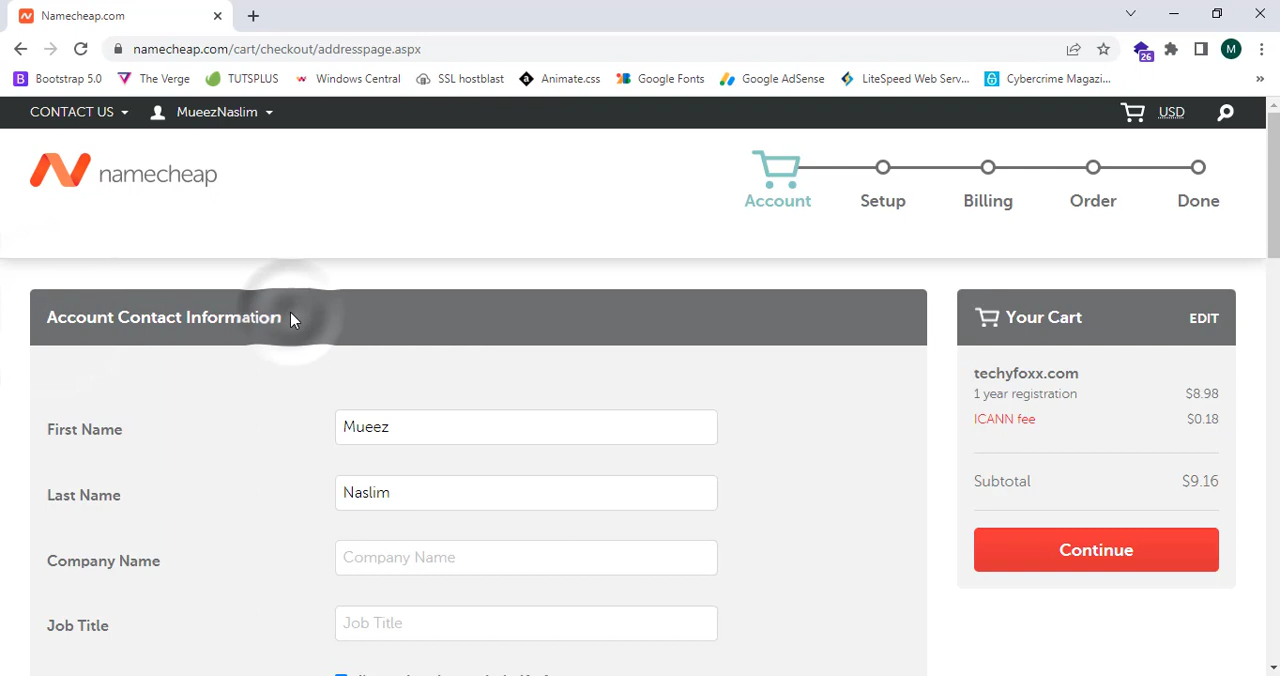 Namecheap.com
namecheap.com/cart/checkout/addresspage.aspx
26
M
B Bootstrap 5.0 The Verge TUTSPLUS Windows Central SSL hostblast Animate.css Google Fonts Google AdSense LiteSpeed Web Serv... Cybercrime Magazi... »
CONTACT US MueezNaslim USD
namecheap
Account Setup Billing Order Done
Account Contact Information
First Name Mueez
Last Name Naslim
Company Name Company Name
Job Title Job Title
Your Cart EDIT
techyfoxx.com
1 year registration $8.98
ICANN fee $0.18
Subtotal $9.16
Continue